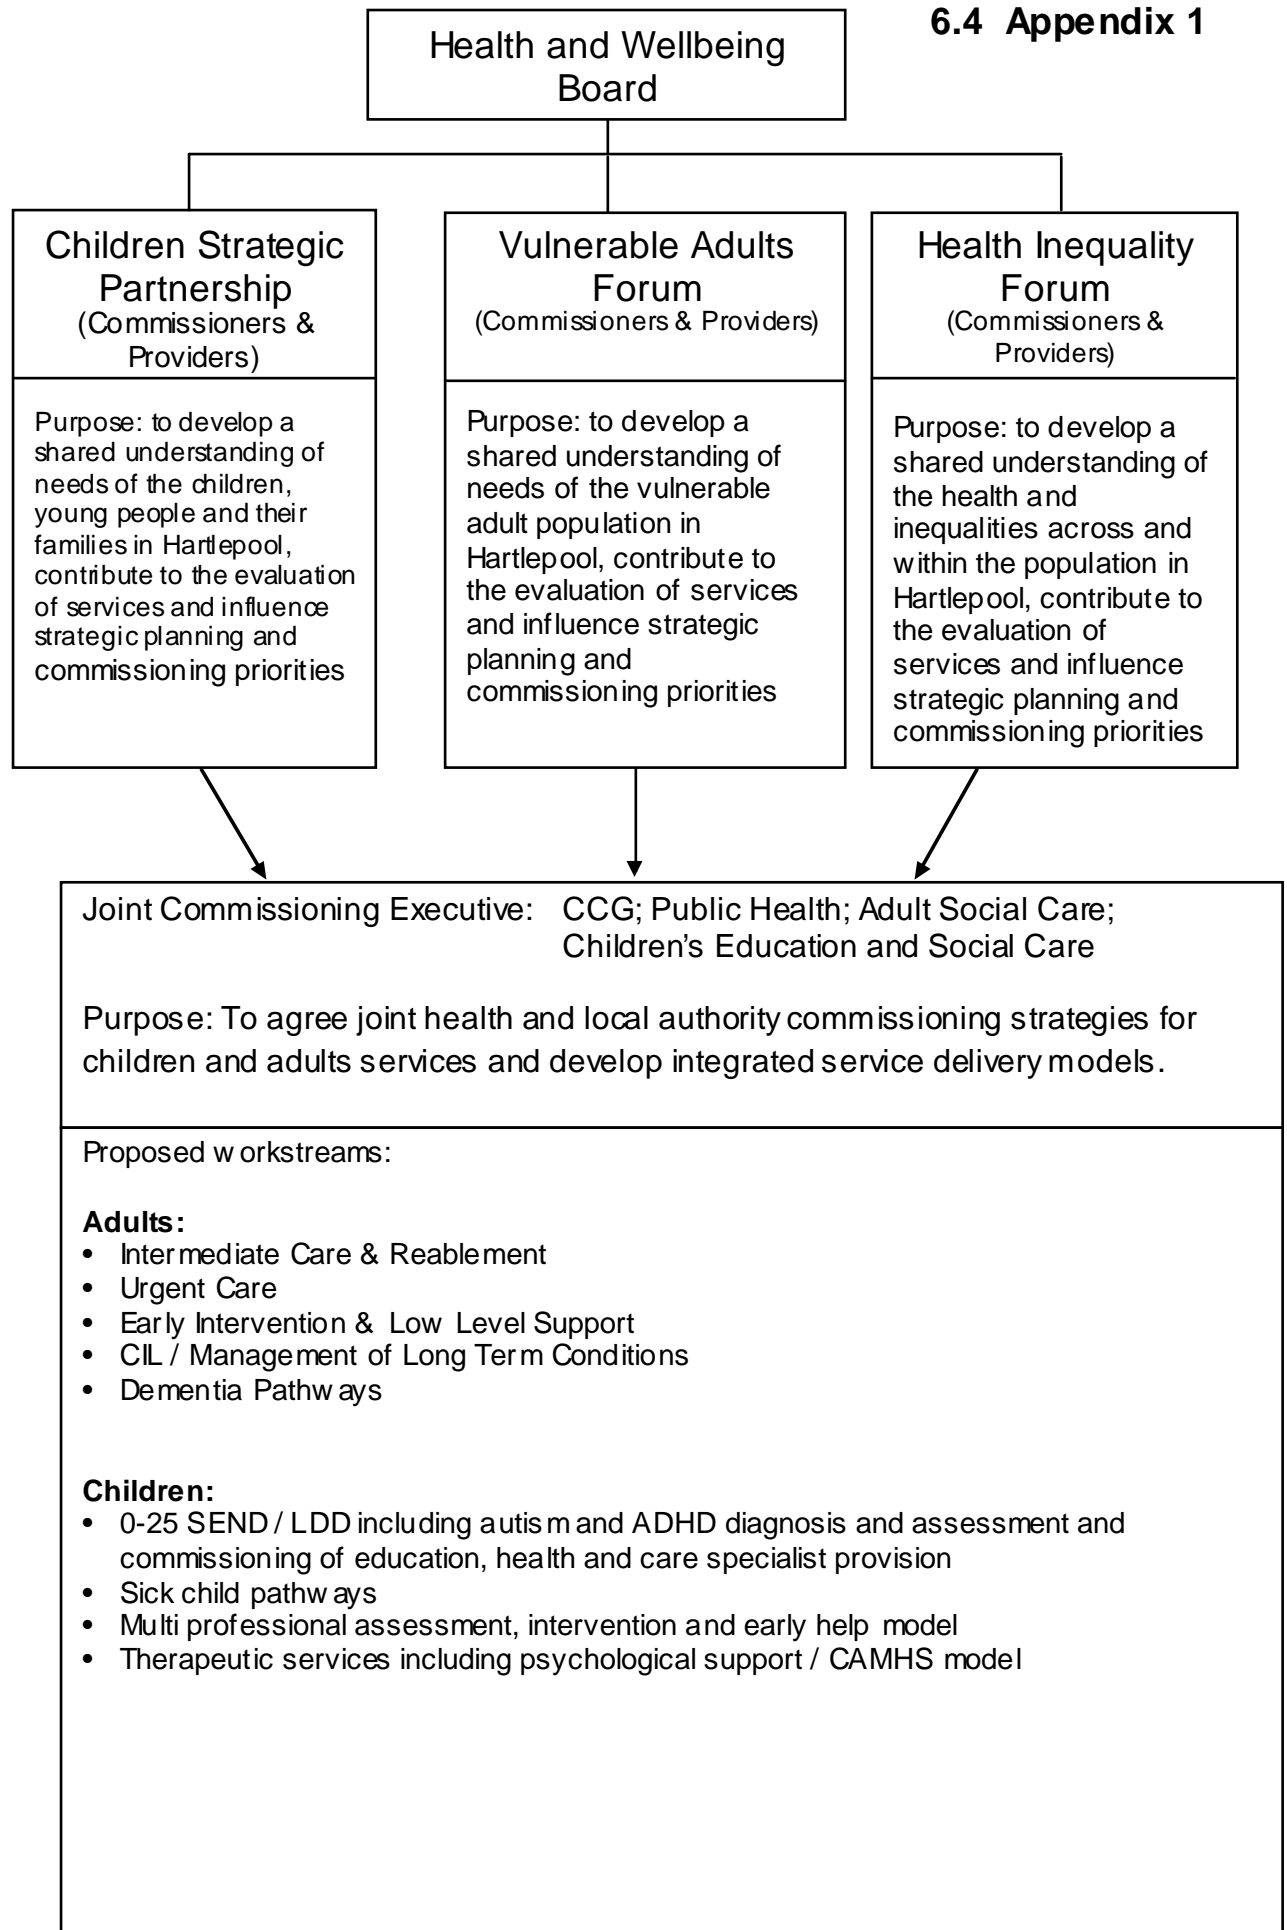 6.4 Appendix 1
Health and Wellbeing
Board
Children Strategic
Partnership
(Commissioners &
Providers)
Purpose: to develop a
shared understanding of
needs of the children,
young people and their
families in Hartlepool,
contribute to the evaluation
of services and influence
strategic planning and
commissioning priorities
Vulnerable Adults
Forum
(Commissioners & Providers)
Purpose: to develop a
shared understanding of
needs of the vulnerable
adult population in
Hartlepool, contribute to
the evaluation of services
and influence strategic
planning and
commissioning priorities
Health Inequality
Forum
(Commissioners &
Providers)
Purpose: to develop a
shared understanding of
the health and
inequalities across and
within the population in
Hartlepool, contribute to
the evaluation of
services and influence
strategic planning and
commissioning priorities
Joint Commissioning Executive: CCG; Public Health; Adult Social Care;
Children’s Education and Social Care
Purpose: To agree joint health and local authority commissioning strategies for
children and adults services and develop integrated service delivery models.
Proposed workstreams:
Adults:
• Intermediate Care & Reablement
• Urgent Care
• Early Intervention & Low Level Support
• CIL / Management of Long Term Conditions
• Dementia Pathways
Children:
• 0-25 SEND / LDD including autism and ADHD diagnosis and assessment and
commissioning of education, health and care specialist provision
• Sick child pathways
• Multi professional assessment, intervention and early help model
• Therapeutic services including psychological support / CAMHS model